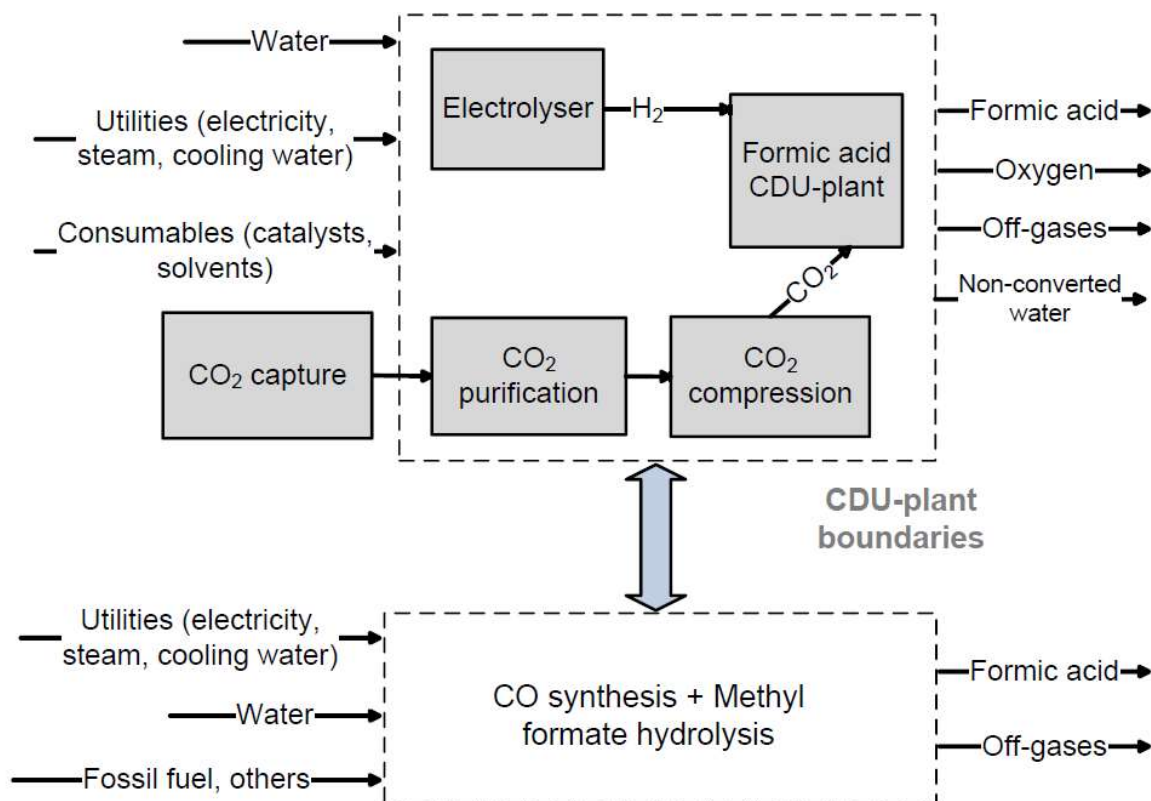 Water
Electrolyser
H₂
Formic acid
CDU-plant
Utilities (electricity,
steam, cooling water)
Consumables (catalysts,
solvents)
CO₂
CO₂ capture
CO₂
purification
CO₂
compression
Formic acid
Oxygen
Off-gases
Non-converted
water
CDU-plant
boundaries
Utilities (electricity,
steam, cooling water)
Water
Fossil fuel, others
CO synthesis + Methyl
formate hydrolysis
Formic acid
Off-gases